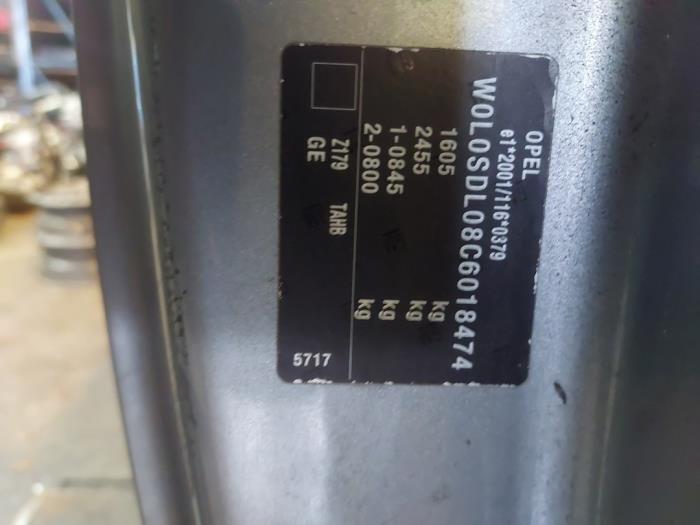 OPEL
e1*2001/116*0379
W0L0SDL08C6018474
1605 kg
2455 kg
1-0845 kg
2-0800 kg
Z179 TAHB
GE
5717